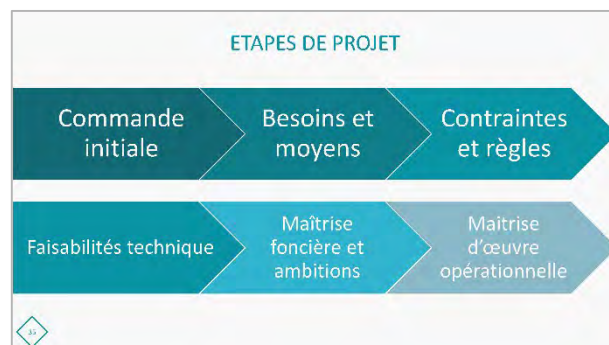 ETAPES DE PROJET
Commande
initiale
Besoins et
moyens
Contraintes
et règles
Faisabilités technique
Maîtrise
foncière et
ambitions
Maitrise
d'œuvre
opérationnelle